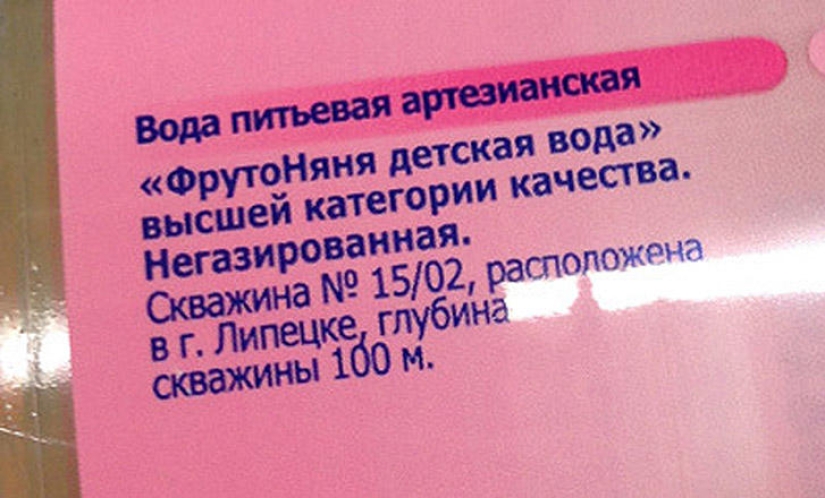 Вода питьевая артезианская
«ФрутоНяня детская вода»
высшей категории качества.
Негазированная.
Скважина № 15/02, расположена
в г. Липецке, глубина
скважины 100 м.